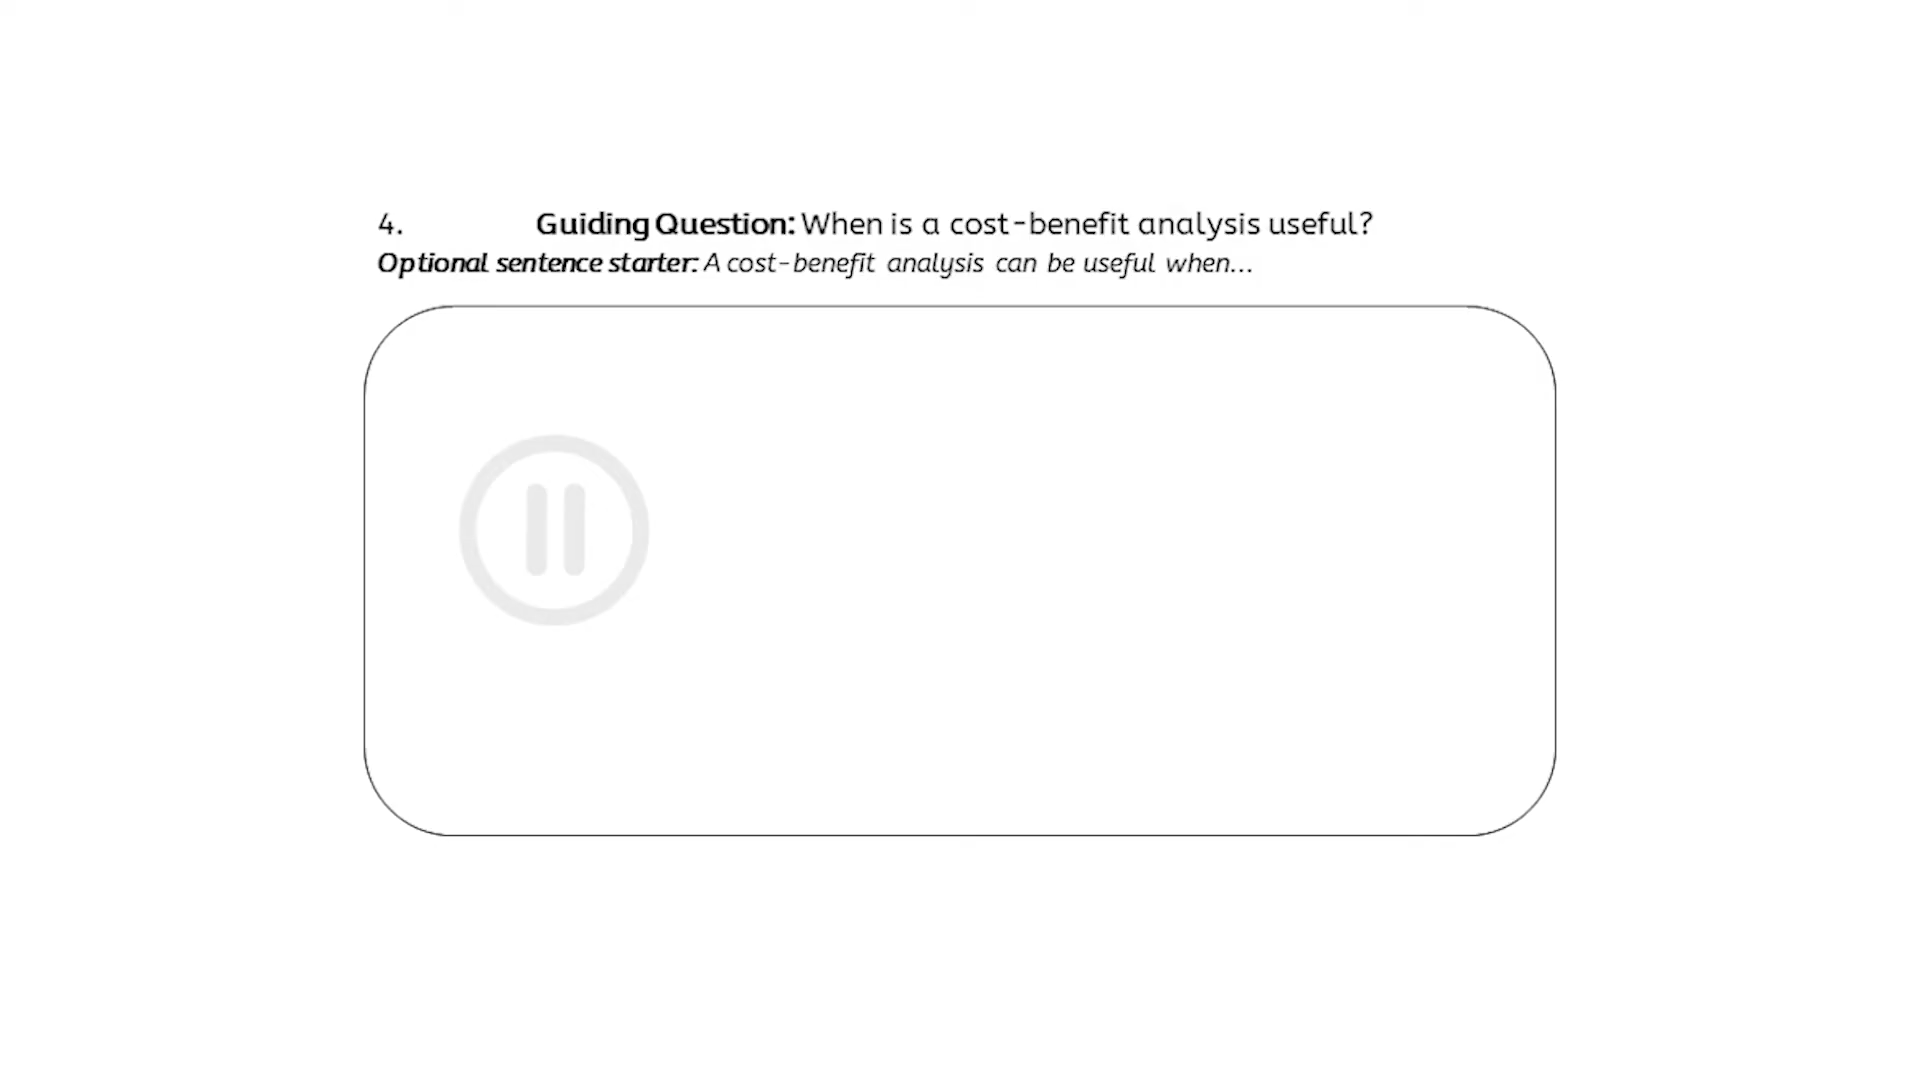 4. Guiding Question: When is a cost-benefit analysis useful?
Optional sentence starter: A cost-benefit analysis can be useful when...